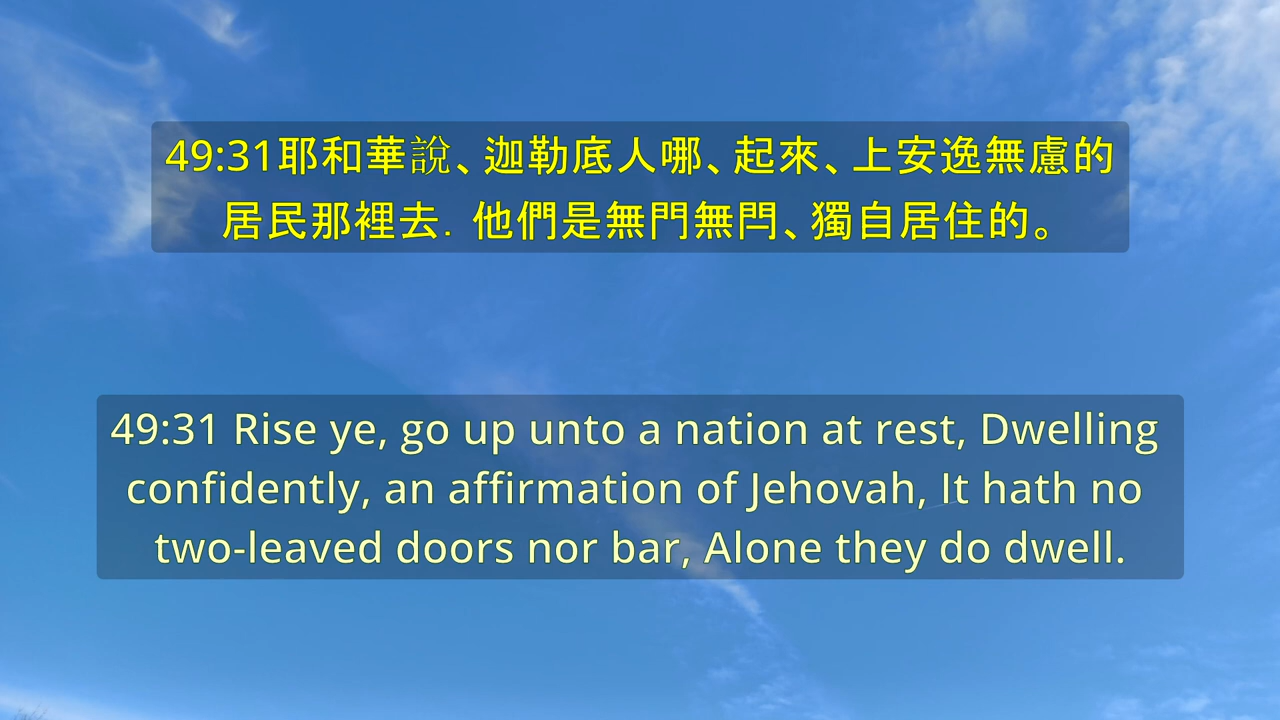 49:31耶和華說、迦勒底人哪、起來、上安逸無慮的
居民那裡去. 他們是無門無閂、獨自居住的。
49:31 Rise ye, go up unto a nation at rest, Dwelling
confidently, an affirmation of Jehovah, It hath no
two-leaved doors nor bar, Alone they do dwell.